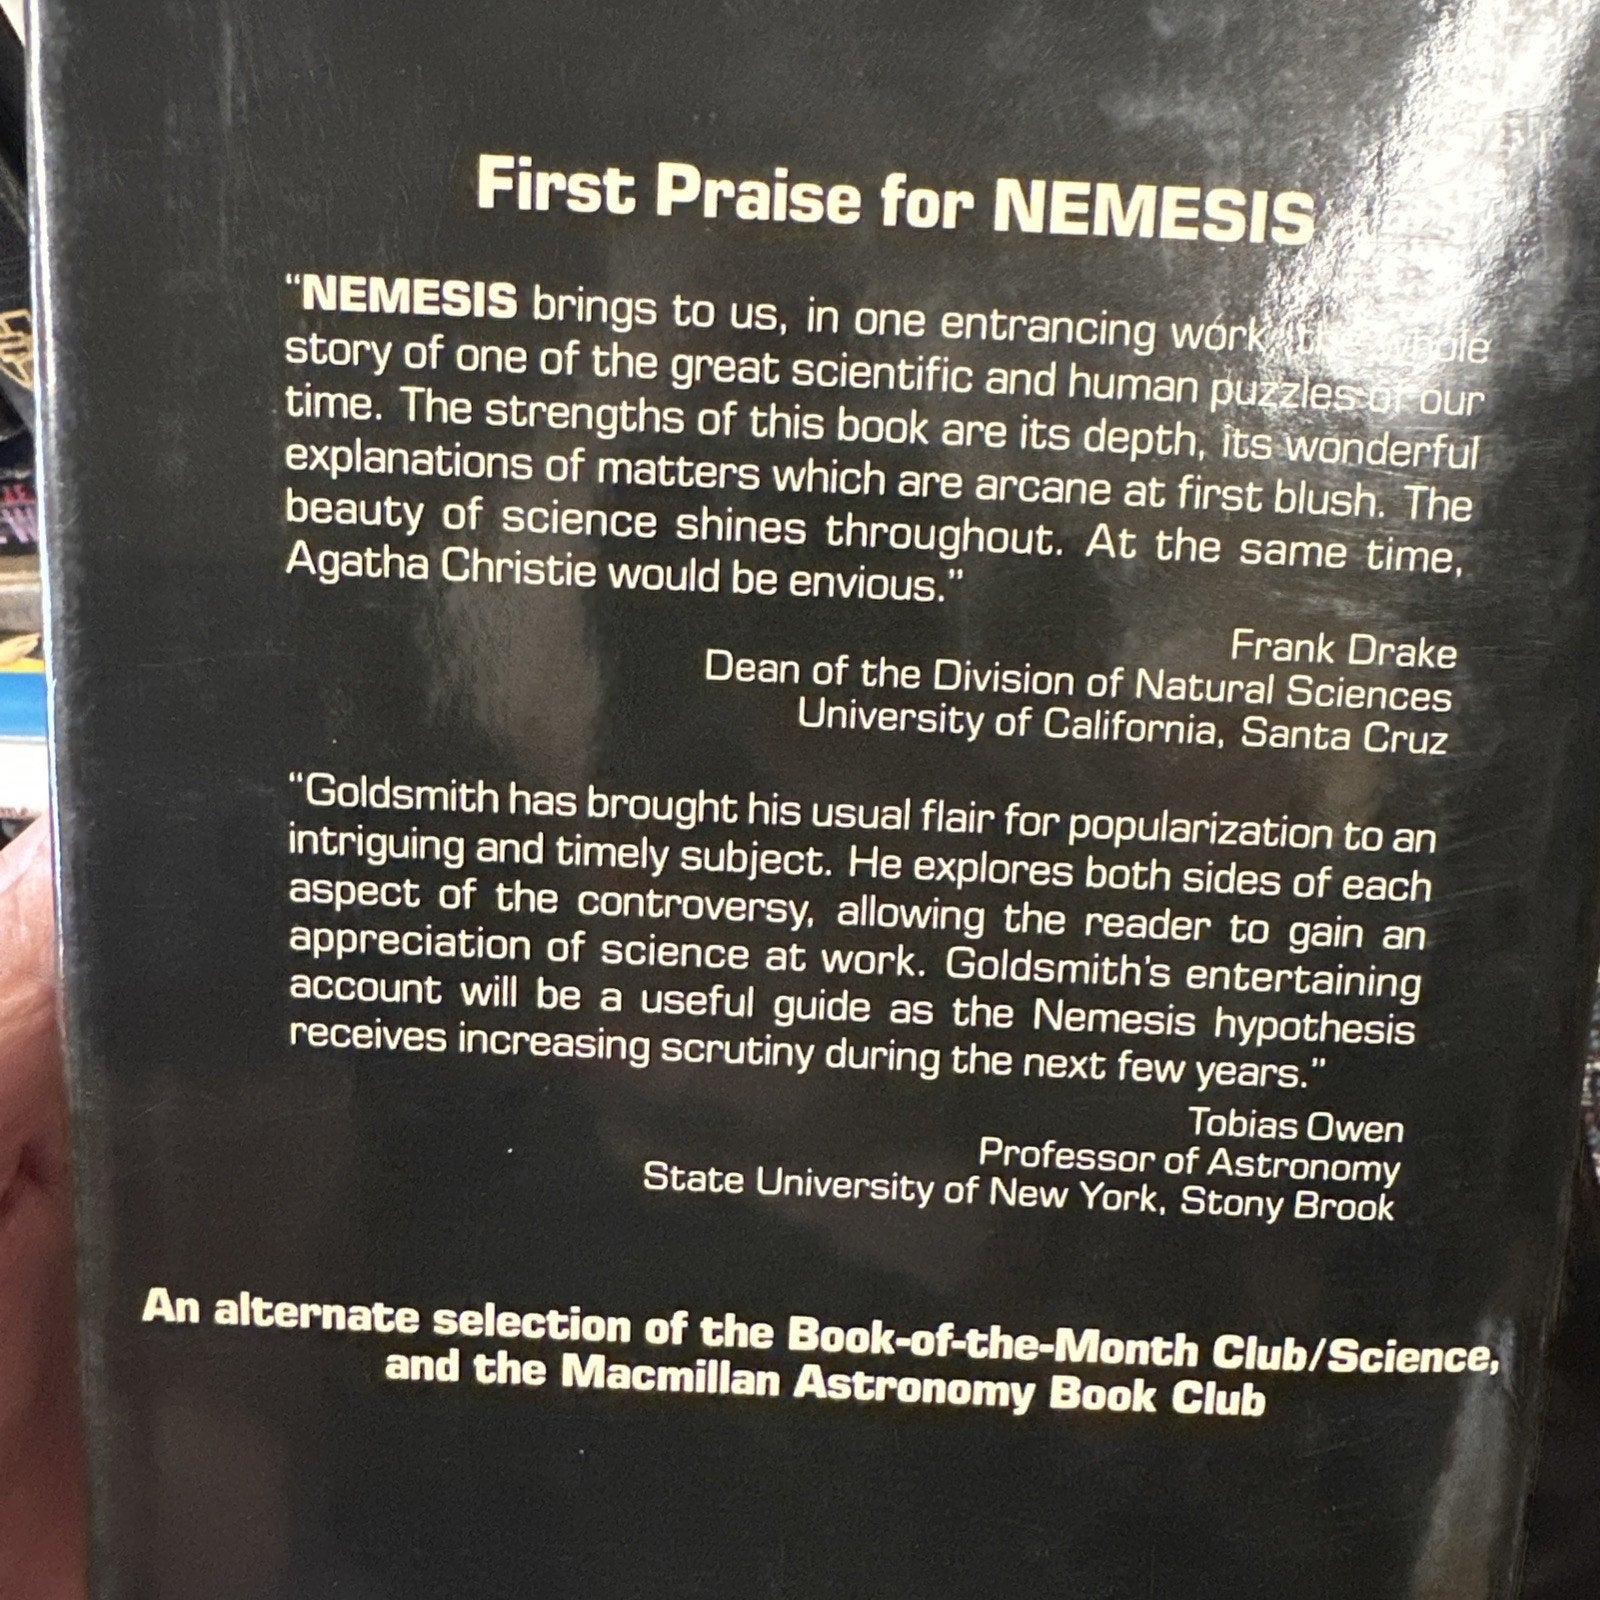 First Praise for NEMESIS
“NEMESIS brings to us, in one entrancing work, the whole
story of one of the great scientific and human puzzles of our
time. The strengths of this book are its depth, its wonderful
explanations of matters which are arcane at first blush. The
beauty of science shines throughout. At the same time,
Agatha Christie would be envious.”
Frank Drake
Dean of the Division of Natural Sciences
University of California, Santa Cruz
“Goldsmith has brought his usual flair for popularization to an
intriguing and timely subject. He explores both sides of each
aspect of the controversy, allowing the reader to gain an
appreciation of science at work. Goldsmith's entertaining
account will be a useful guide as the Nemesis hypothesis
receives increasing scrutiny during the next few years.”
Tobias Owen
Professor of Astronomy
State University of New York, Stony Brook
An alternate selection of the Book-of-the-Month Club/Science,
and the Macmillan Astronomy Book Club